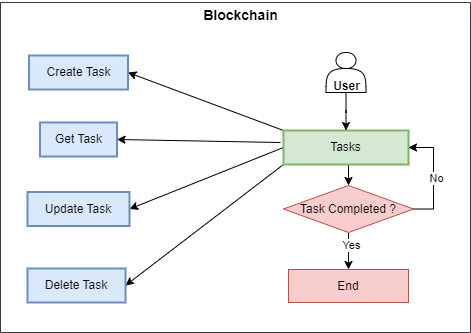 Blockchain
Create Task
User
Get Task
Tasks
No
Update Task
Task Completed ?
Yes
Delete Task
End